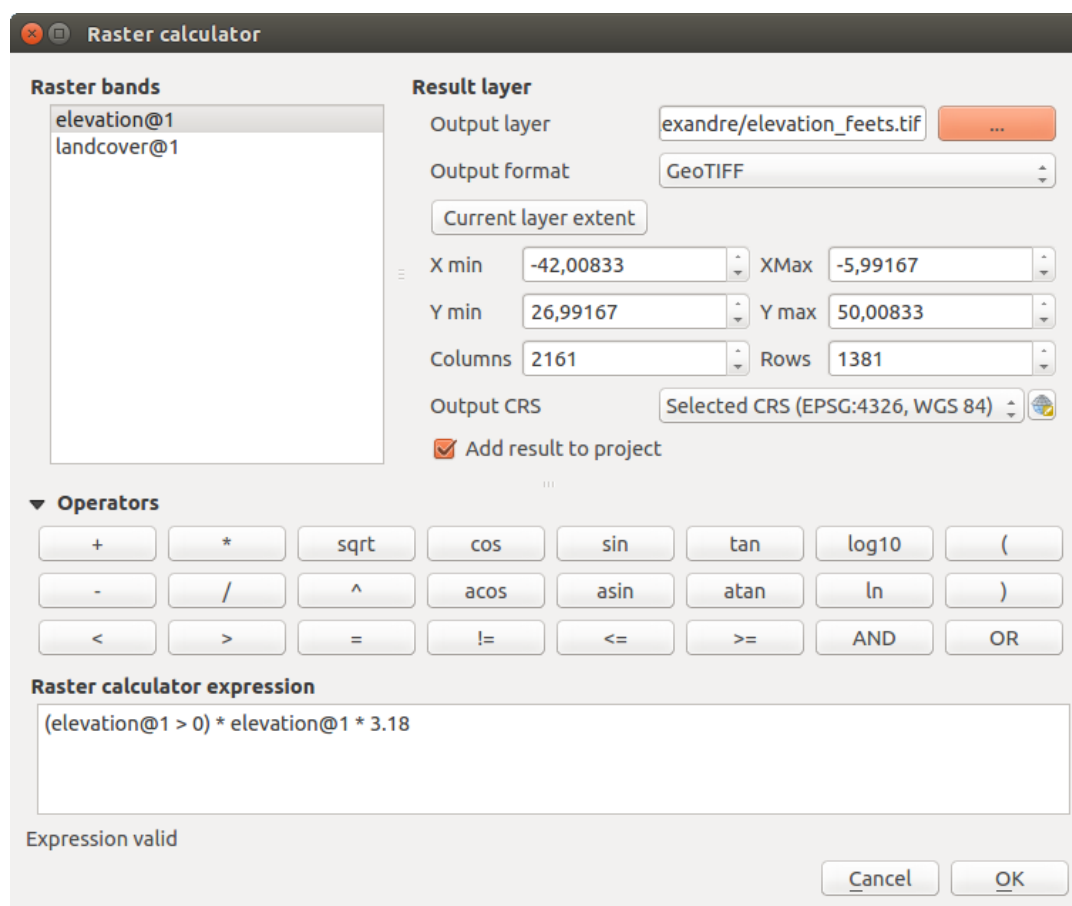 Raster calculator
Raster bands
elevation@1
landcover@1
Result layer
Output layer exandre/elevation_feets.tif ...
Output format GeoTIFF
Current layer extent
X min -42,00833 XMax -5,99167
Y min 26,99167 Y max 50,00833
Columns 2161 Rows 1381
Output CRS Selected CRS (EPSG:4326, WGS 84)
Add result to project
Operators
+ * sqrt cos sin tan log10 (
- / ^ acos asin atan ln )
< > = != <= >= AND OR
Raster calculator expression
(elevation@1 > 0) * elevation@1 * 3.18
Expression valid
Cancel OK